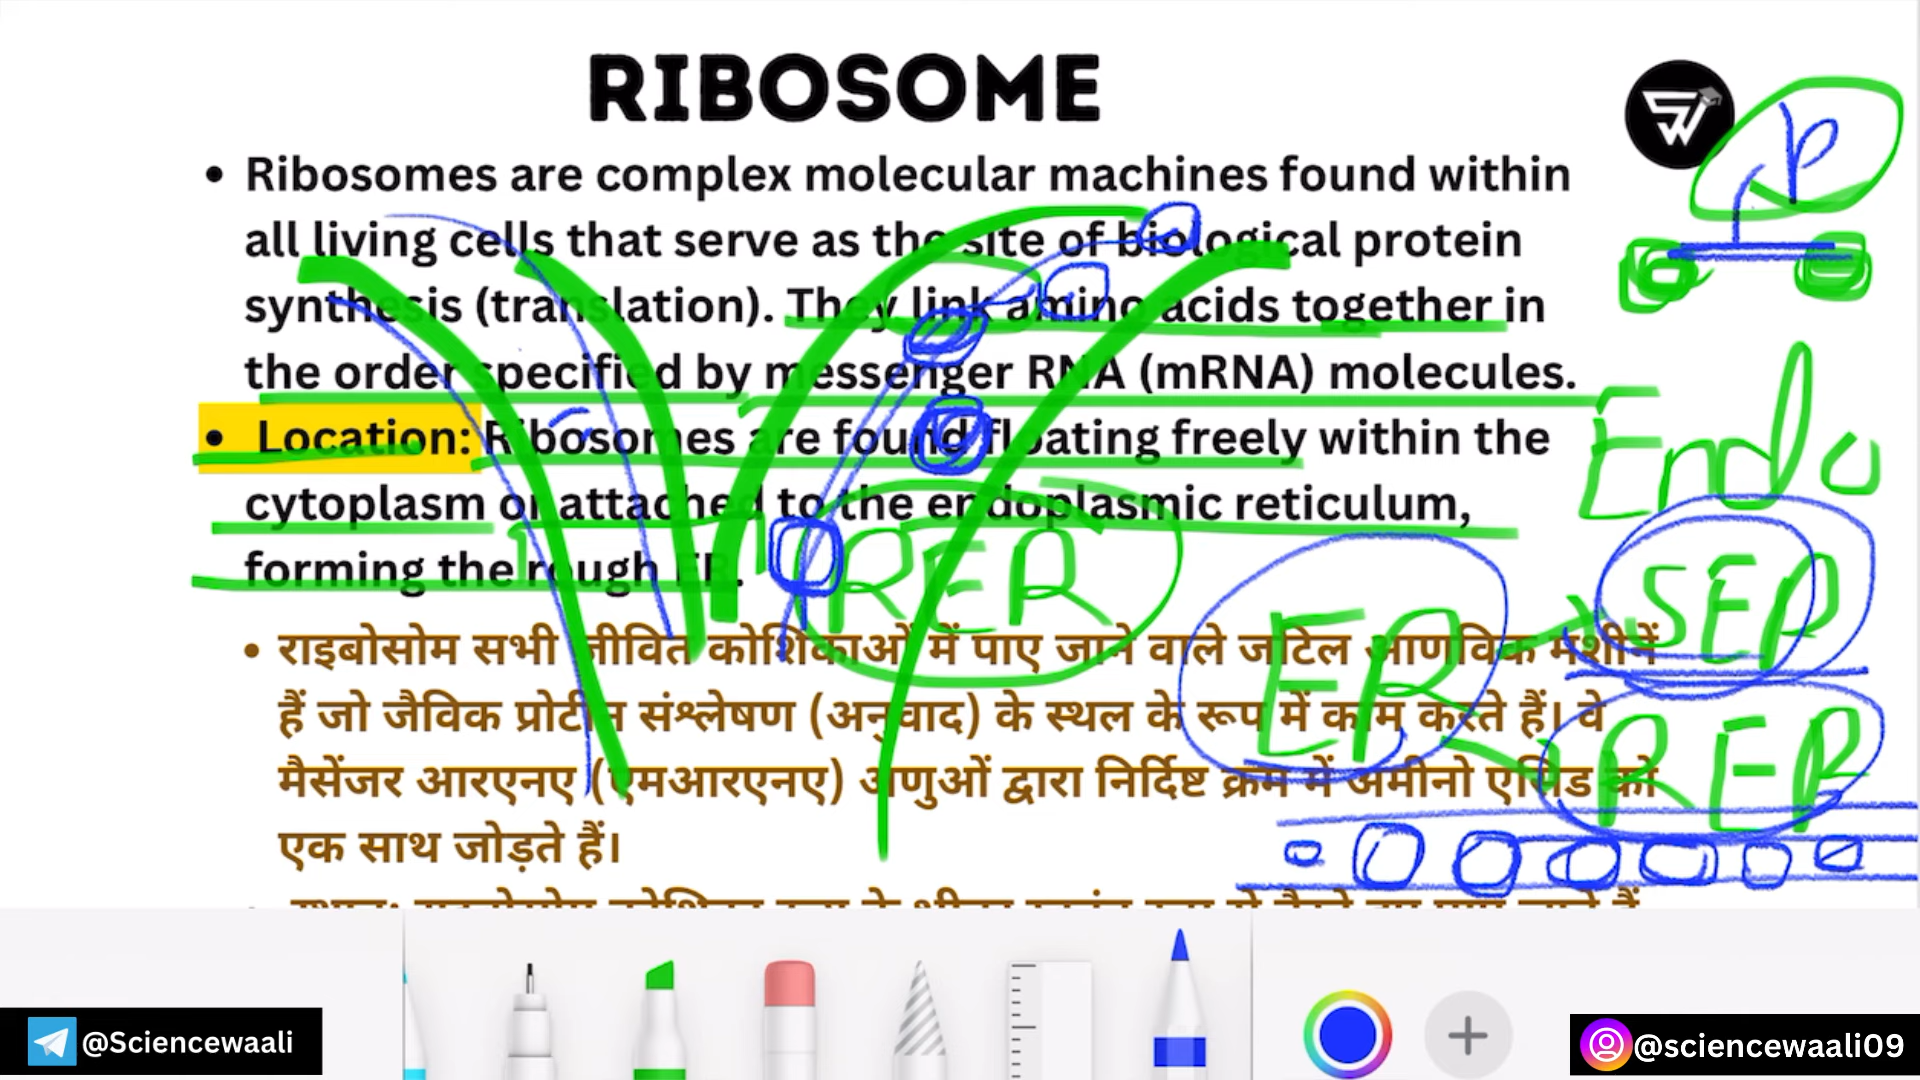 RIBOSOME
• Ribosomes are complex molecular machines found within
all living cells that serve as the site of biological protein
synthesis (translation). They link amino acids together in
the order specified by messenger RNA (mRNA) molecules.
• Location: Ribosomes are found floating freely within the
cytoplasm or attached to the endoplasmic reticulum,
forming the rough ER.
P
Endo
RER
ER
SER
RER
• राइबोसोम सभी जीवित कोशिकाओं में पाए जाने वाले जटिल आणविक मशीनें
हैं जो जैविक प्रोटीन संश्लेषण (अनुवाद) के स्थल के रूप में काम करते हैं। वे
मैसेंजर आरएनए (एमआरएनए) अणुओं द्वारा निर्दिष्ट क्रम में अमीनो एसिड को
एक साथ जोड़ते हैं।
@Sciencewaali
@sciencewaali09